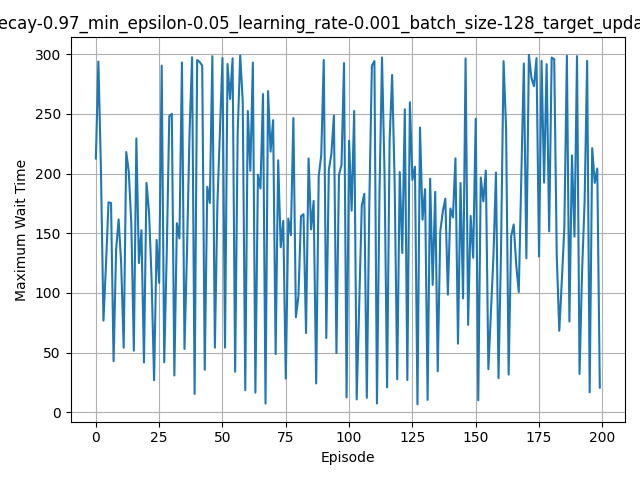 ecay-0.97_min_epsilon-0.05_learning_rate-0.001_batch_size-128_target_upda
300
250
200
150
100
50
0
Maximum Wait Time
0 25 50 75 100 125 150 175 200
Episode